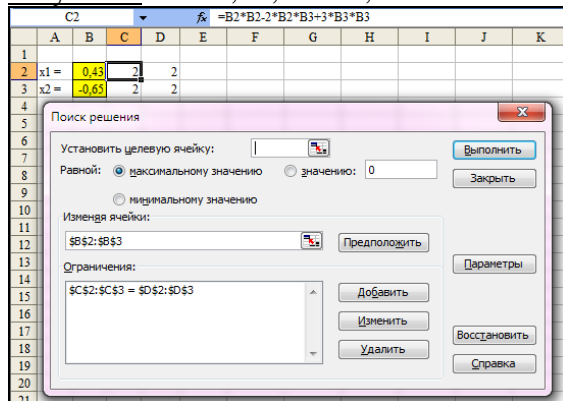 C2 fx =B2*B2-2*B2*B3+3*B3*B3
A B C D E F G H I J K
1
2 x1 = 0,43 2 2
3 x2 = -0,65 2 2
4
5 Поиск решения
6 Установить целевую ячейку: Выполнить
7
8 Равной: максимальному значению значению: 0 Закрыть
9 минимальному значению
10 Изменяя ячейки:
11
12 $B$2:$B$3 Предположить
13 Ограничения: Параметры
14 $C$2:$C$3 = $D$2:$D$3 Добавить
15
16 Изменить
17 Восстановить
18 Удалить
19 Справка
20
21